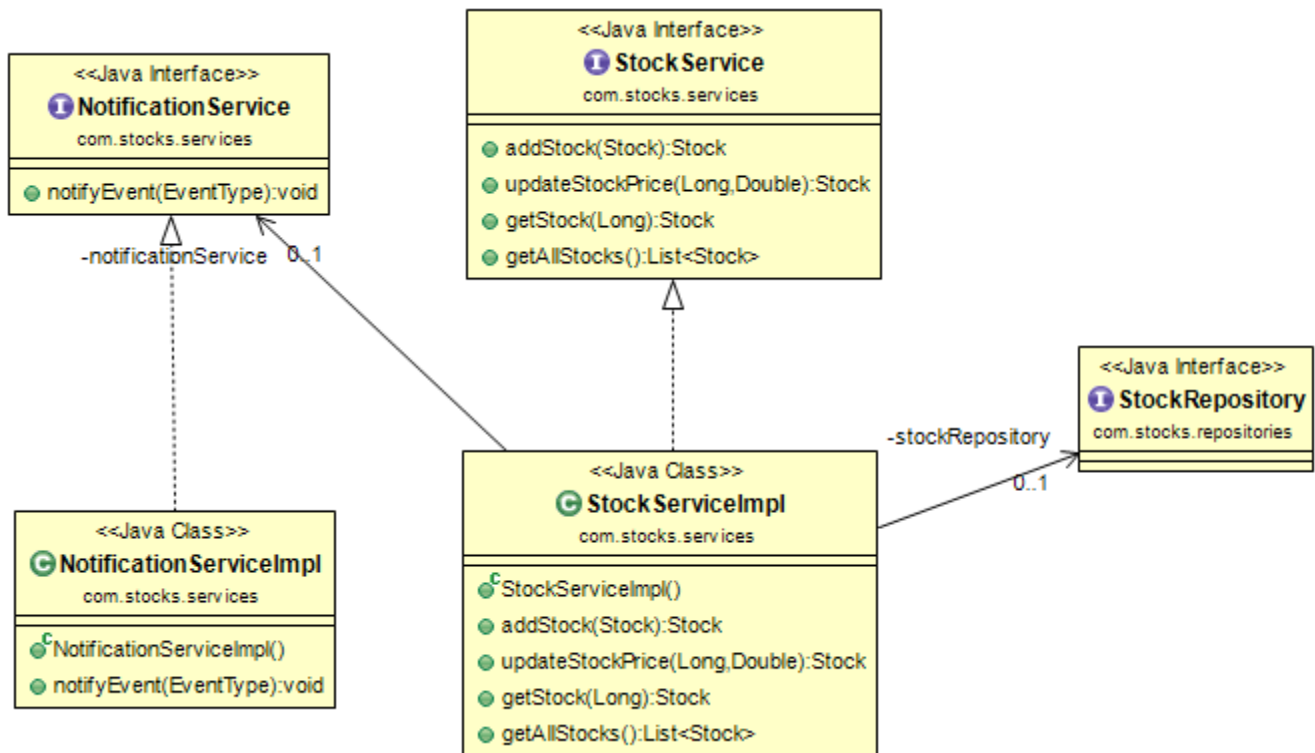 <<Java Interface>>
I NotificationService
com.stocks.services
notifyEvent(EventType):void
<<Java Interface>>
I StockService
com.stocks.services
addStock(Stock):Stock
updateStockPrice(Long,Double):Stock
getStock(Long):Stock
getAllStocks():List<Stock>
-notificationService
0..1
<<Java Interface>>
I StockRepository
com.stocks.repositories
-stockRepository
0..1
<<Java Class>>
C NotificationServiceImpl
com.stocks.services
C NotificationServiceImpl()
notifyEvent(EventType):void
<<Java Class>>
C StockServiceImpl
com.stocks.services
C StockServiceImpl()
addStock(Stock):Stock
updateStockPrice(Long,Double):Stock
getStock(Long):Stock
getAllStocks():List<Stock>